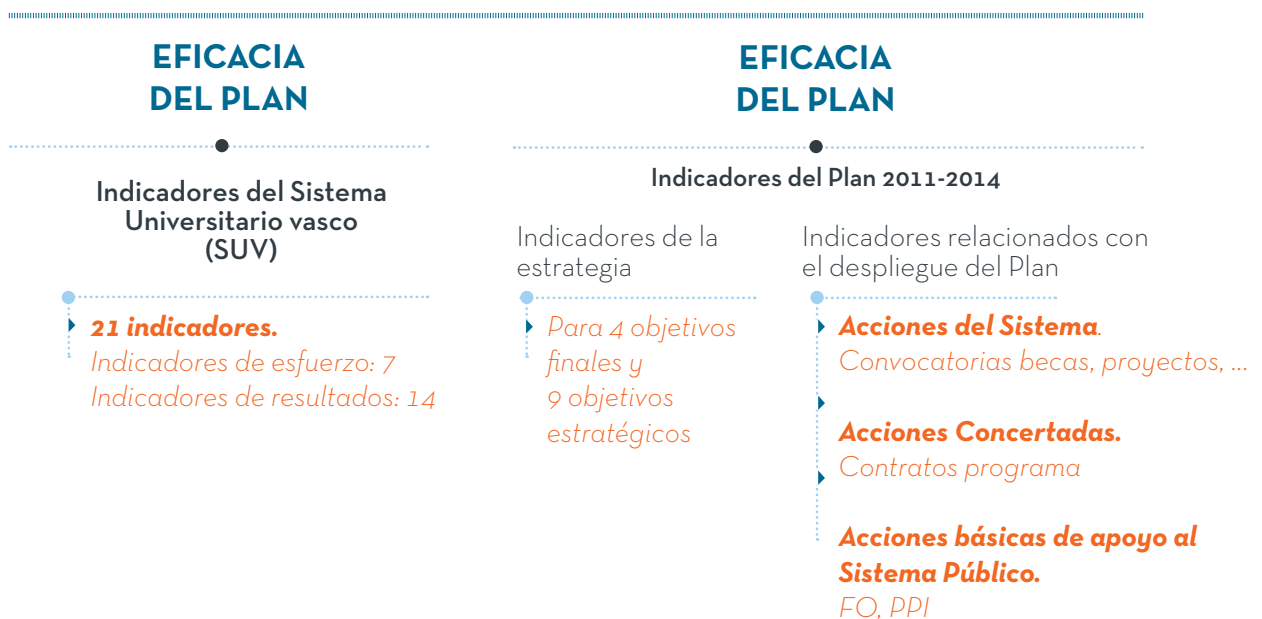 EFICACIA
DEL PLAN
Indicadores del Sistema
Universitario vasco
(SUV)
21 indicadores.
Indicadores de esfuerzo: 7
Indicadores de resultados: 14
EFICACIA
DEL PLAN
Indicadores del Plan 2011-2014
Indicadores de la
estrategia
Para 4 objetivos
finales y
9 objetivos
estratégicos
Indicadores relacionados con
el despliegue del Plan
Acciones del Sistema.
Convocatorias becas, proyectos, ...
Acciones Concertadas.
Contratos programa
Acciones básicas de apoyo al
Sistema Público.
FO, PPI